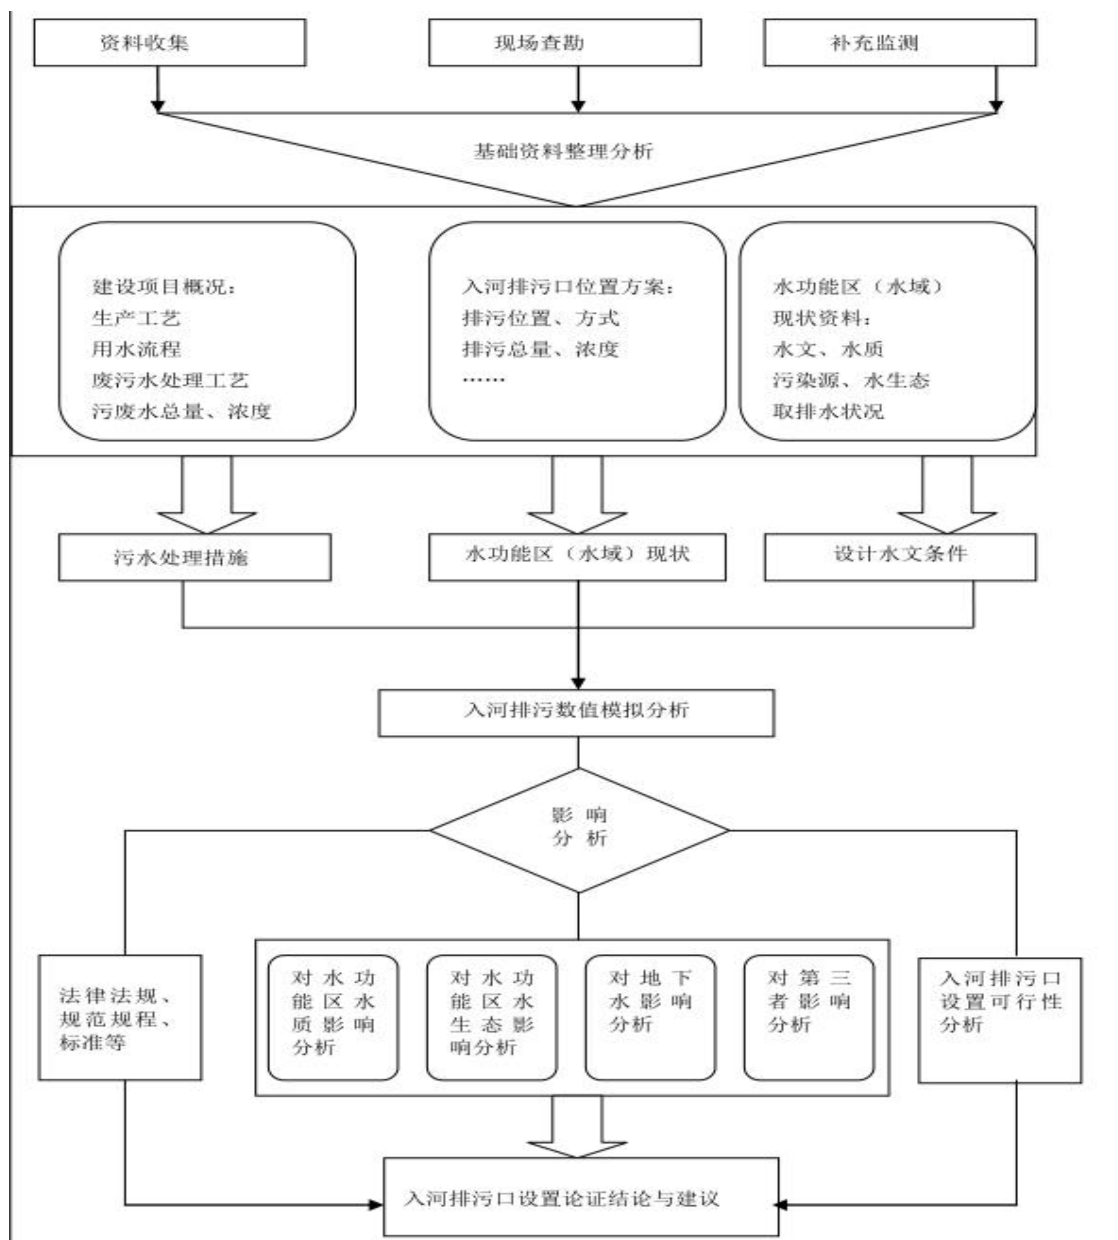 资料收集
现场查勘
补充监测
基础资料整理分析
建设项目概况：
生产工艺
用水流程
废污水处理工艺
污废水总量、浓度
入河排污口位置方案：
排污位置、方式
排污总量、浓度
……
水功能区（水域）
现状资料：
水文、水质
污染源、水生态
取排水状况
污水处理措施
水功能区（水域）现状
设计水文条件
入河排污数值模拟分析
影 响
分 析
法律法规、
规范规程、
标准等
对水功
能区水
质影响
分析
对水功
能区水
生态影
响分析
对地下
水影响
分析
对第三
者影响
分析
入河排污口
设置可行性
分析
入河排污口设置论证结论与建议